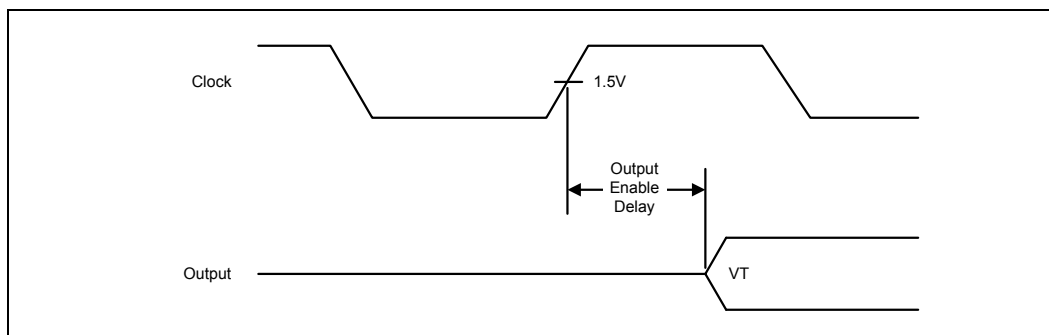 Clock
1.5V
Output
Enable
Delay
Output
VT